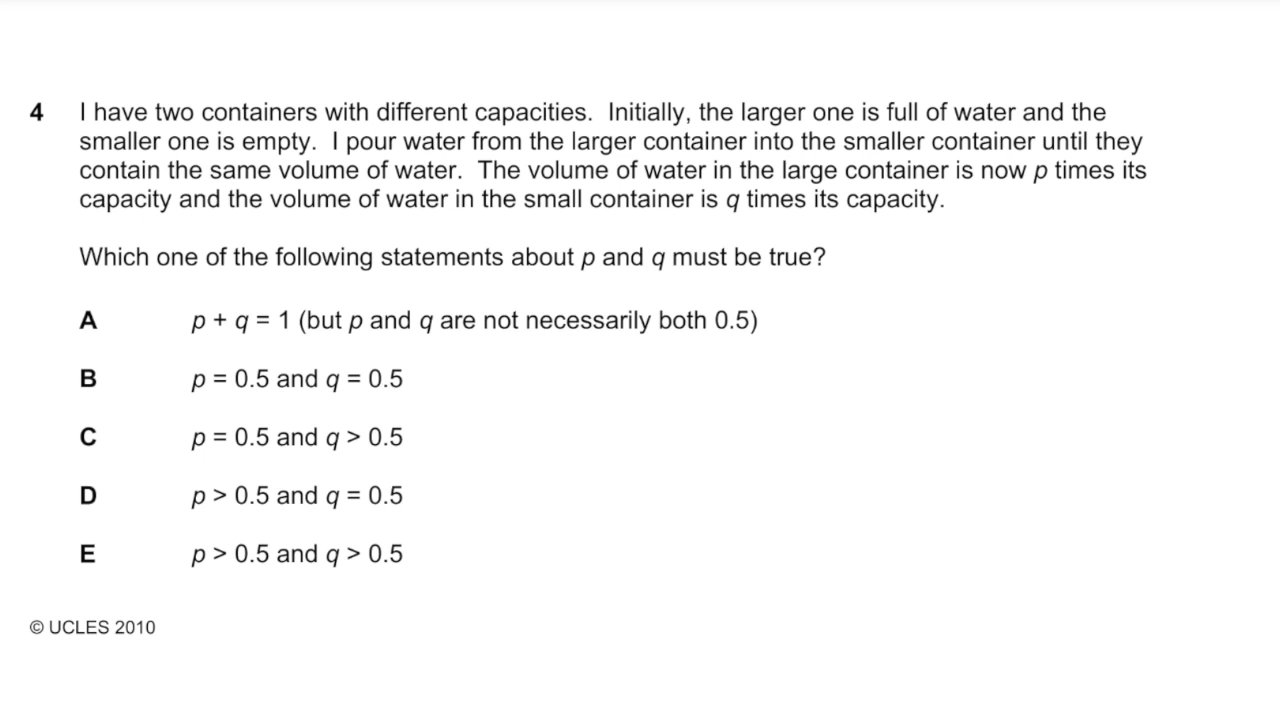 4 I have two containers with different capacities. Initially, the larger one is full of water and the
smaller one is empty. I pour water from the larger container into the smaller container until they
contain the same volume of water. The volume of water in the large container is now p times its
capacity and the volume of water in the small container is q times its capacity.
Which one of the following statements about p and q must be true?
A p + q = 1 (but p and q are not necessarily both 0.5)
B p = 0.5 and q = 0.5
C p = 0.5 and q > 0.5
D p > 0.5 and q = 0.5
E p > 0.5 and q > 0.5
© UCLES 2010